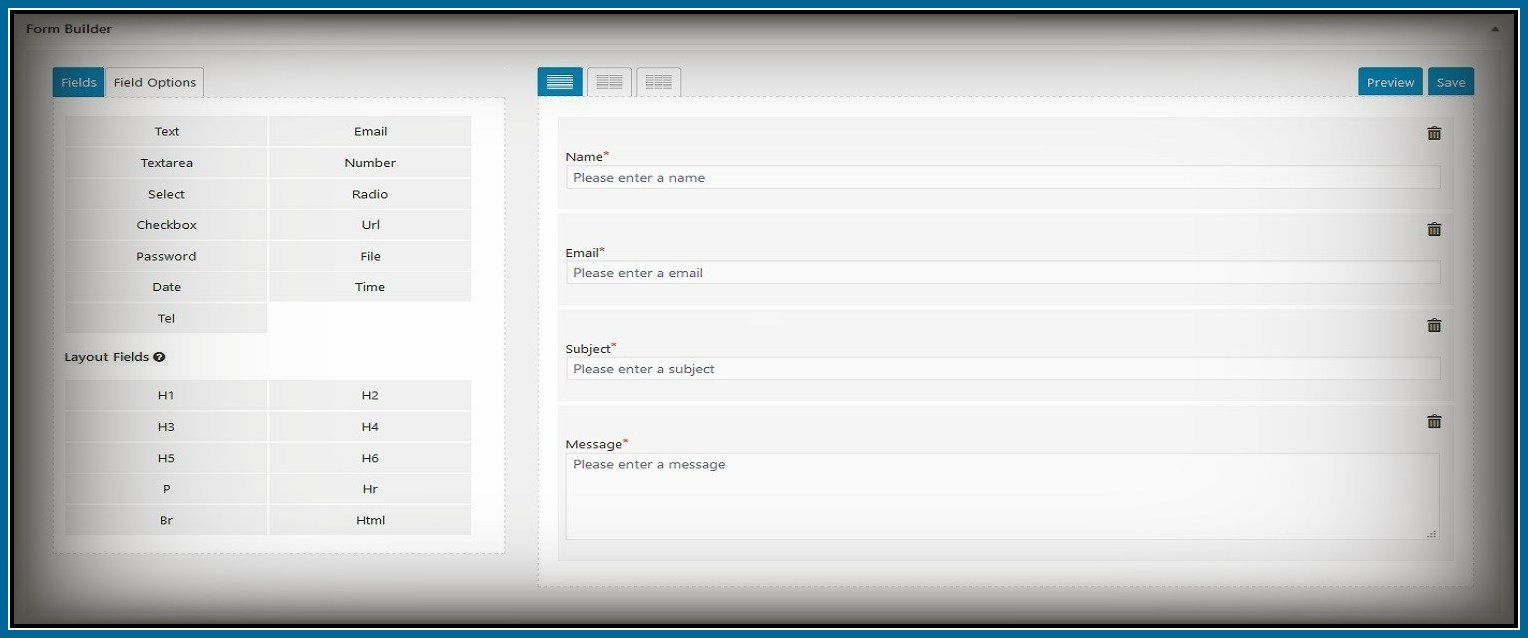 Form Builder
Fields Field Options
Text Email
Textarea Number
Select Radio
Checkbox Url
Password File
Date Time
Tel
Layout Fields
H1 H2
H3 H4
H5 H6
P Hr
Br Html
Preview Save
Name*
Please enter a name
Email*
Please enter a email
Subject*
Please enter a subject
Message*
Please enter a message